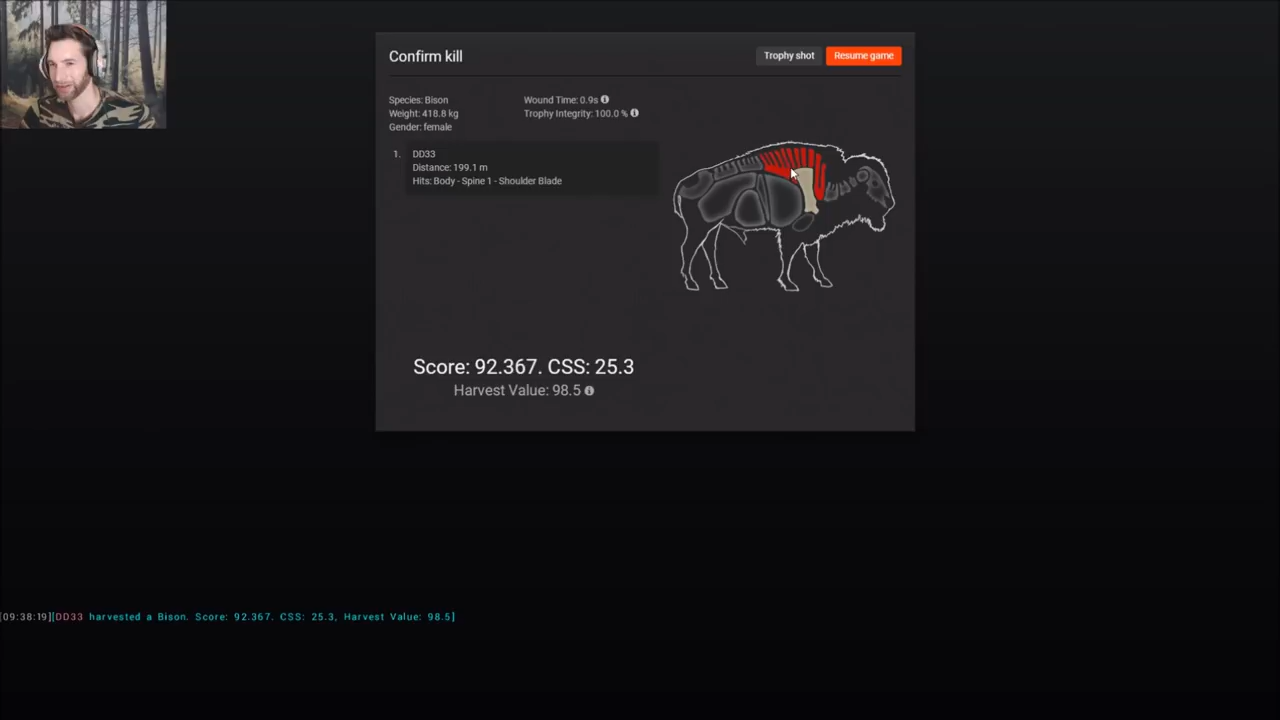 Confirm kill
Trophy shot
Resume game
Species: Bison
Weight: 418.8 kg
Gender: female
Wound Time: 0.9s
Trophy Integrity: 100.0 %
1.
DD33
Distance: 199.1 m
Hits: Body - Spine 1 - Shoulder Blade
Score: 92.367. CSS: 25.3
Harvest Value: 98.5
[09:38:19][DD33 harvested a Bison. Score: 92.367. CSS: 25.3, Harvest Value: 98.5]